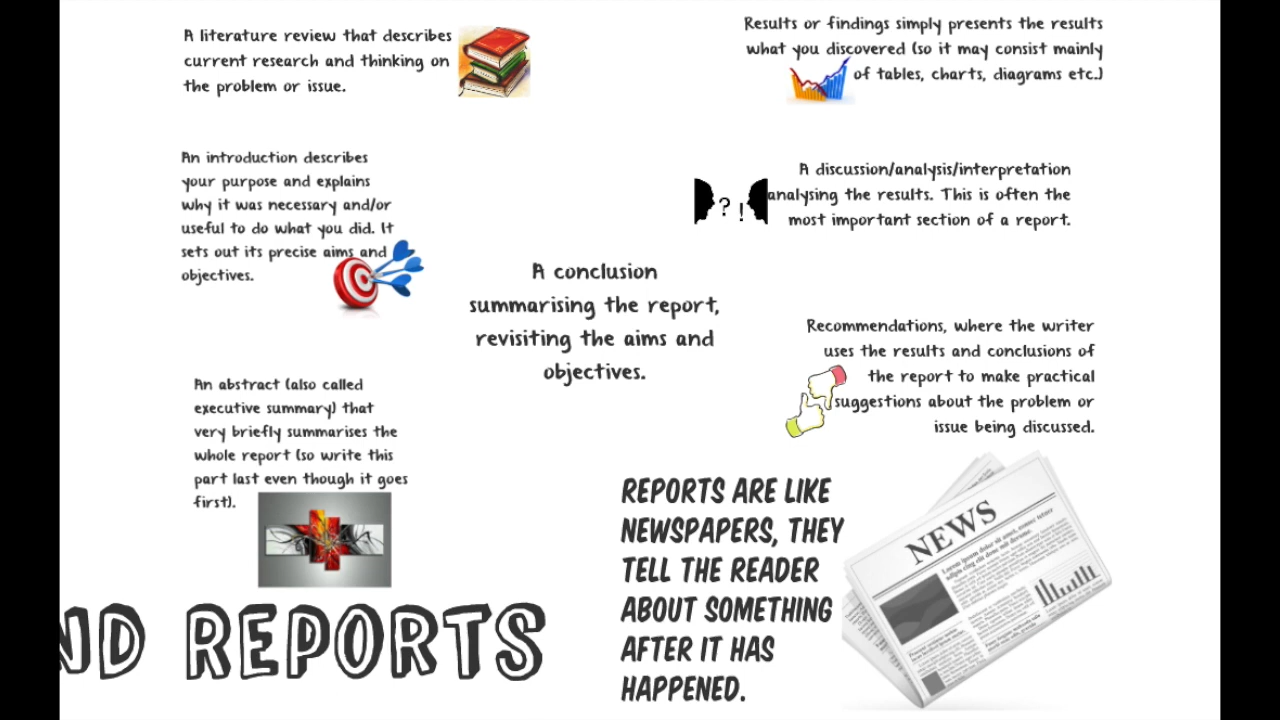 A literature review that describes
current research and thinking on
the problem or issue.
Results or findings simply presents the results
what you discovered (so it may consist mainly
of tables, charts, diagrams etc.)
An introduction describes
your purpose and explains
why it was necessary and/or
useful to do what you did. It
sets out its precise aims and
objectives.
?!
A discussion/analysis/interpretation
analysing the results. This is often the
most important section of a report.
A conclusion
summarising the report,
revisiting the aims and
objectives.
Recommendations, where the writer
uses the results and conclusions of
the report to make practical
suggestions about the problem or
issue being discussed.
An abstract (also called
executive summary) that
very briefly summarises the
whole report (so write this
part last even though it goes
first).
REPORTS ARE LIKE
NEWSPAPERS, THEY
TELL THE READER
ABOUT SOMETHING
AFTER IT HAS
HAPPENED.
NEWS
ND REPORTS